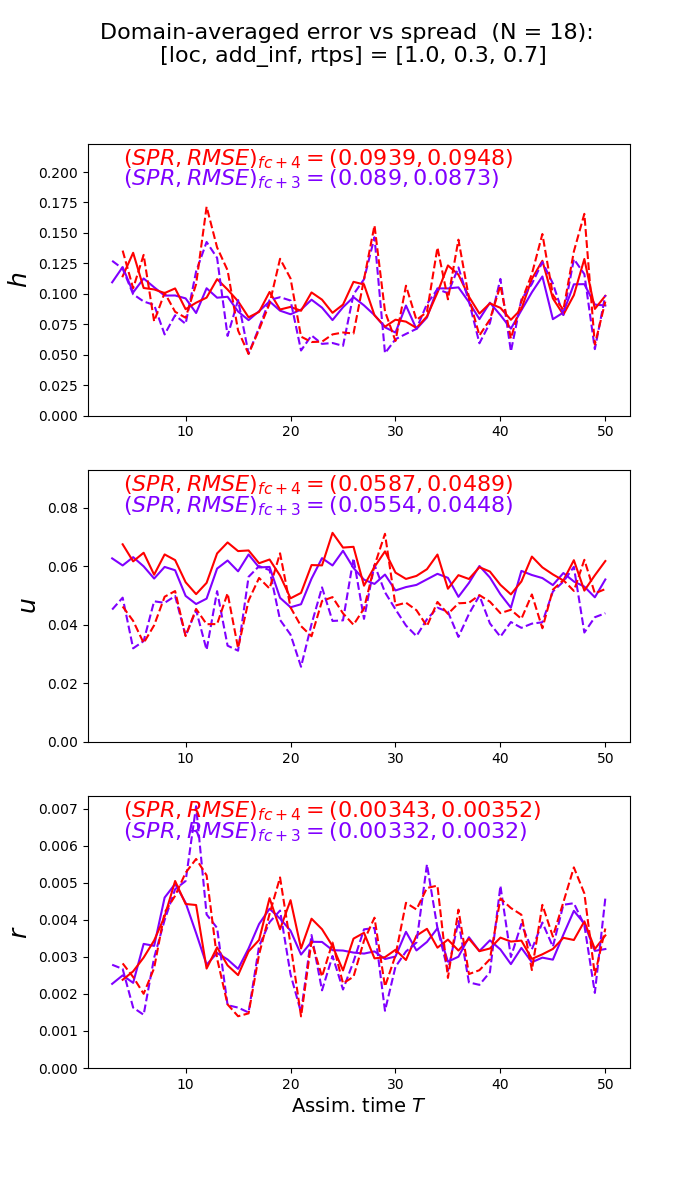 Domain-averaged error vs spread (N = 18):
[loc, add_inf, rtps] = [1.0, 0.3, 0.7]
(SPR, RMSE)fc+4 = (0.0939, 0.0948)
(SPR, RMSE)fc+3 = (0.089, 0.0873)
0.200
0.175
0.150
0.125
0.100
0.075
0.050
0.025
0.000
h
10 20 30 40 50
(SPR, RMSE)fc+4 = (0.0587, 0.0489)
(SPR, RMSE)fc+3 = (0.0554, 0.0448)
0.08
0.06
0.04
0.02
0.00
u
10 20 30 40 50
(SPR, RMSE)fc+4 = (0.00343, 0.00352)
(SPR, RMSE)fc+3 = (0.00332, 0.0032)
0.007
0.006
0.005
0.004
0.003
0.002
0.001
0.000
r
10 20 30 40 50
Assim. time T